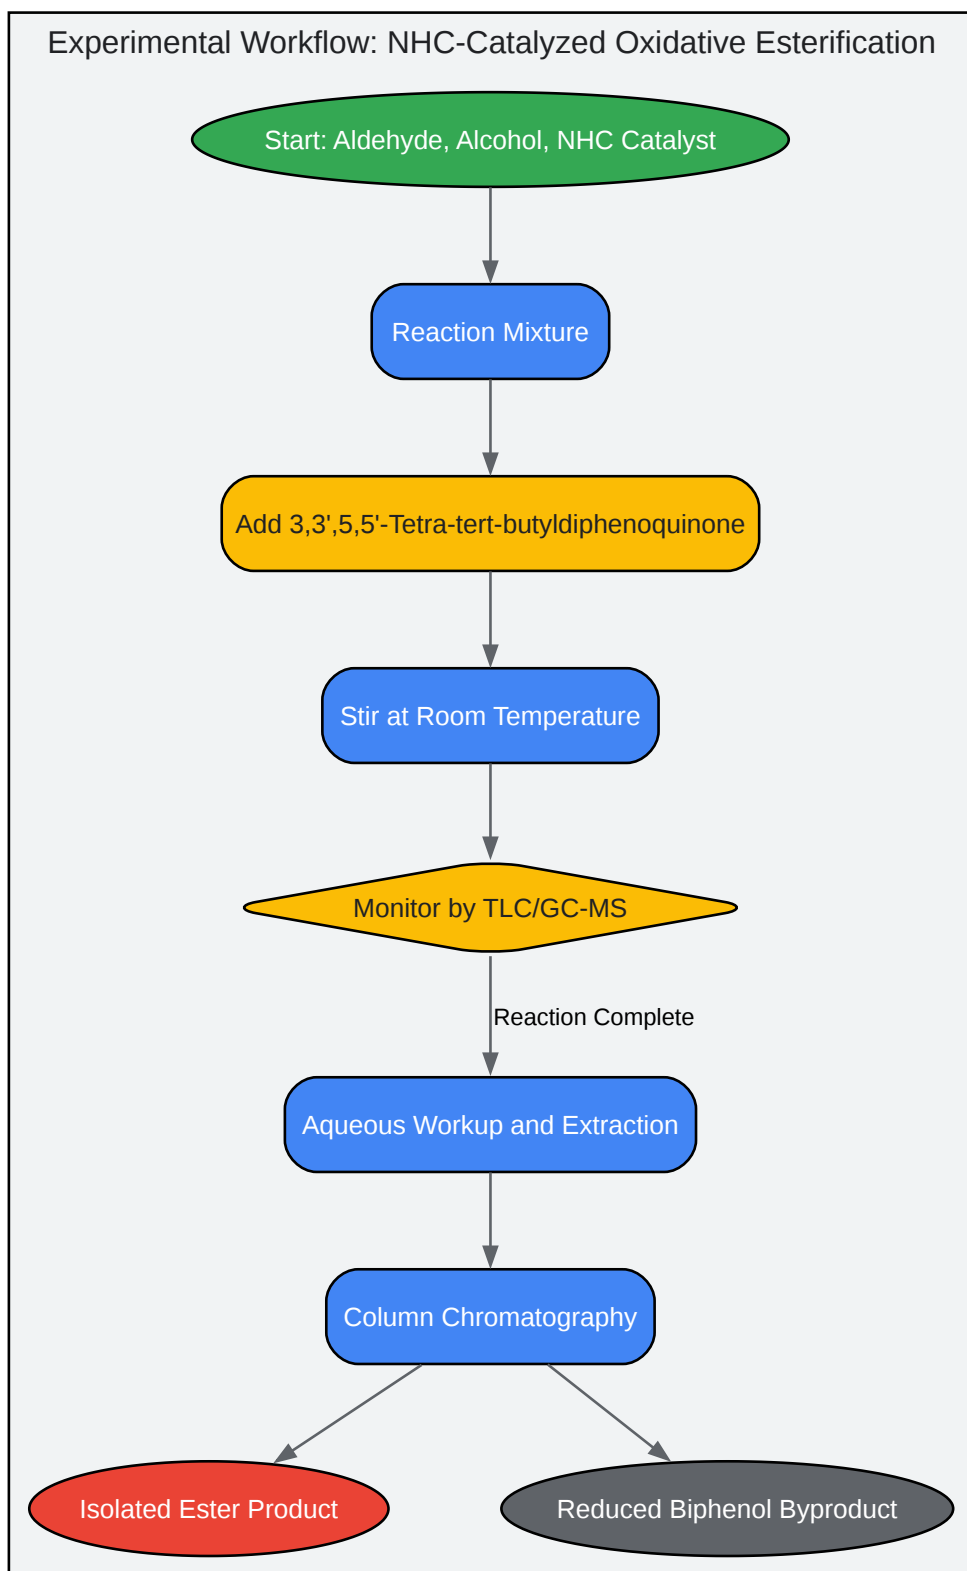 Experimental Workflow: NHC-Catalyzed Oxidative Esterification
Start: Aldehyde, Alcohol, NHC Catalyst
Reaction Mixture
Add 3,3',5,5'-Tetra-tert-butyldiphenoquinone
Stir at Room Temperature
Monitor by TLC/GC-MS
Reaction Complete
Aqueous Workup and Extraction
Column Chromatography
Isolated Ester Product
Reduced Biphenol Byproduct